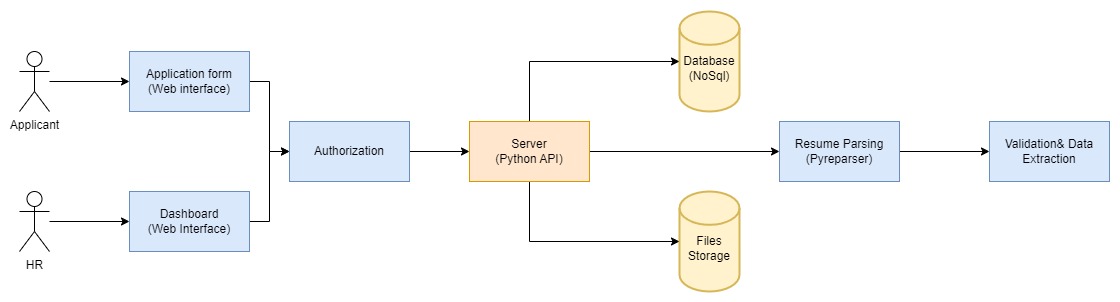 Applicant
Application form
(Web interface)
HR
Dashboard
(Web Interface)
Authorization
Server
(Python API)
Database
(NoSql)
Files
Storage
Resume Parsing
(Pyreparser)
Validation& Data
Extraction